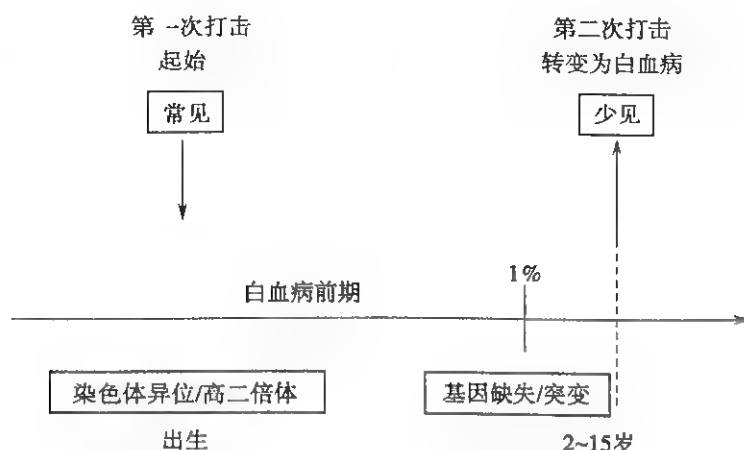 第一次打击
起始
常见
第二次打击
转变为白血病
少见
白血病前期
1%
染色体异位/高二倍体
出生
基因缺失/突变
2~15岁